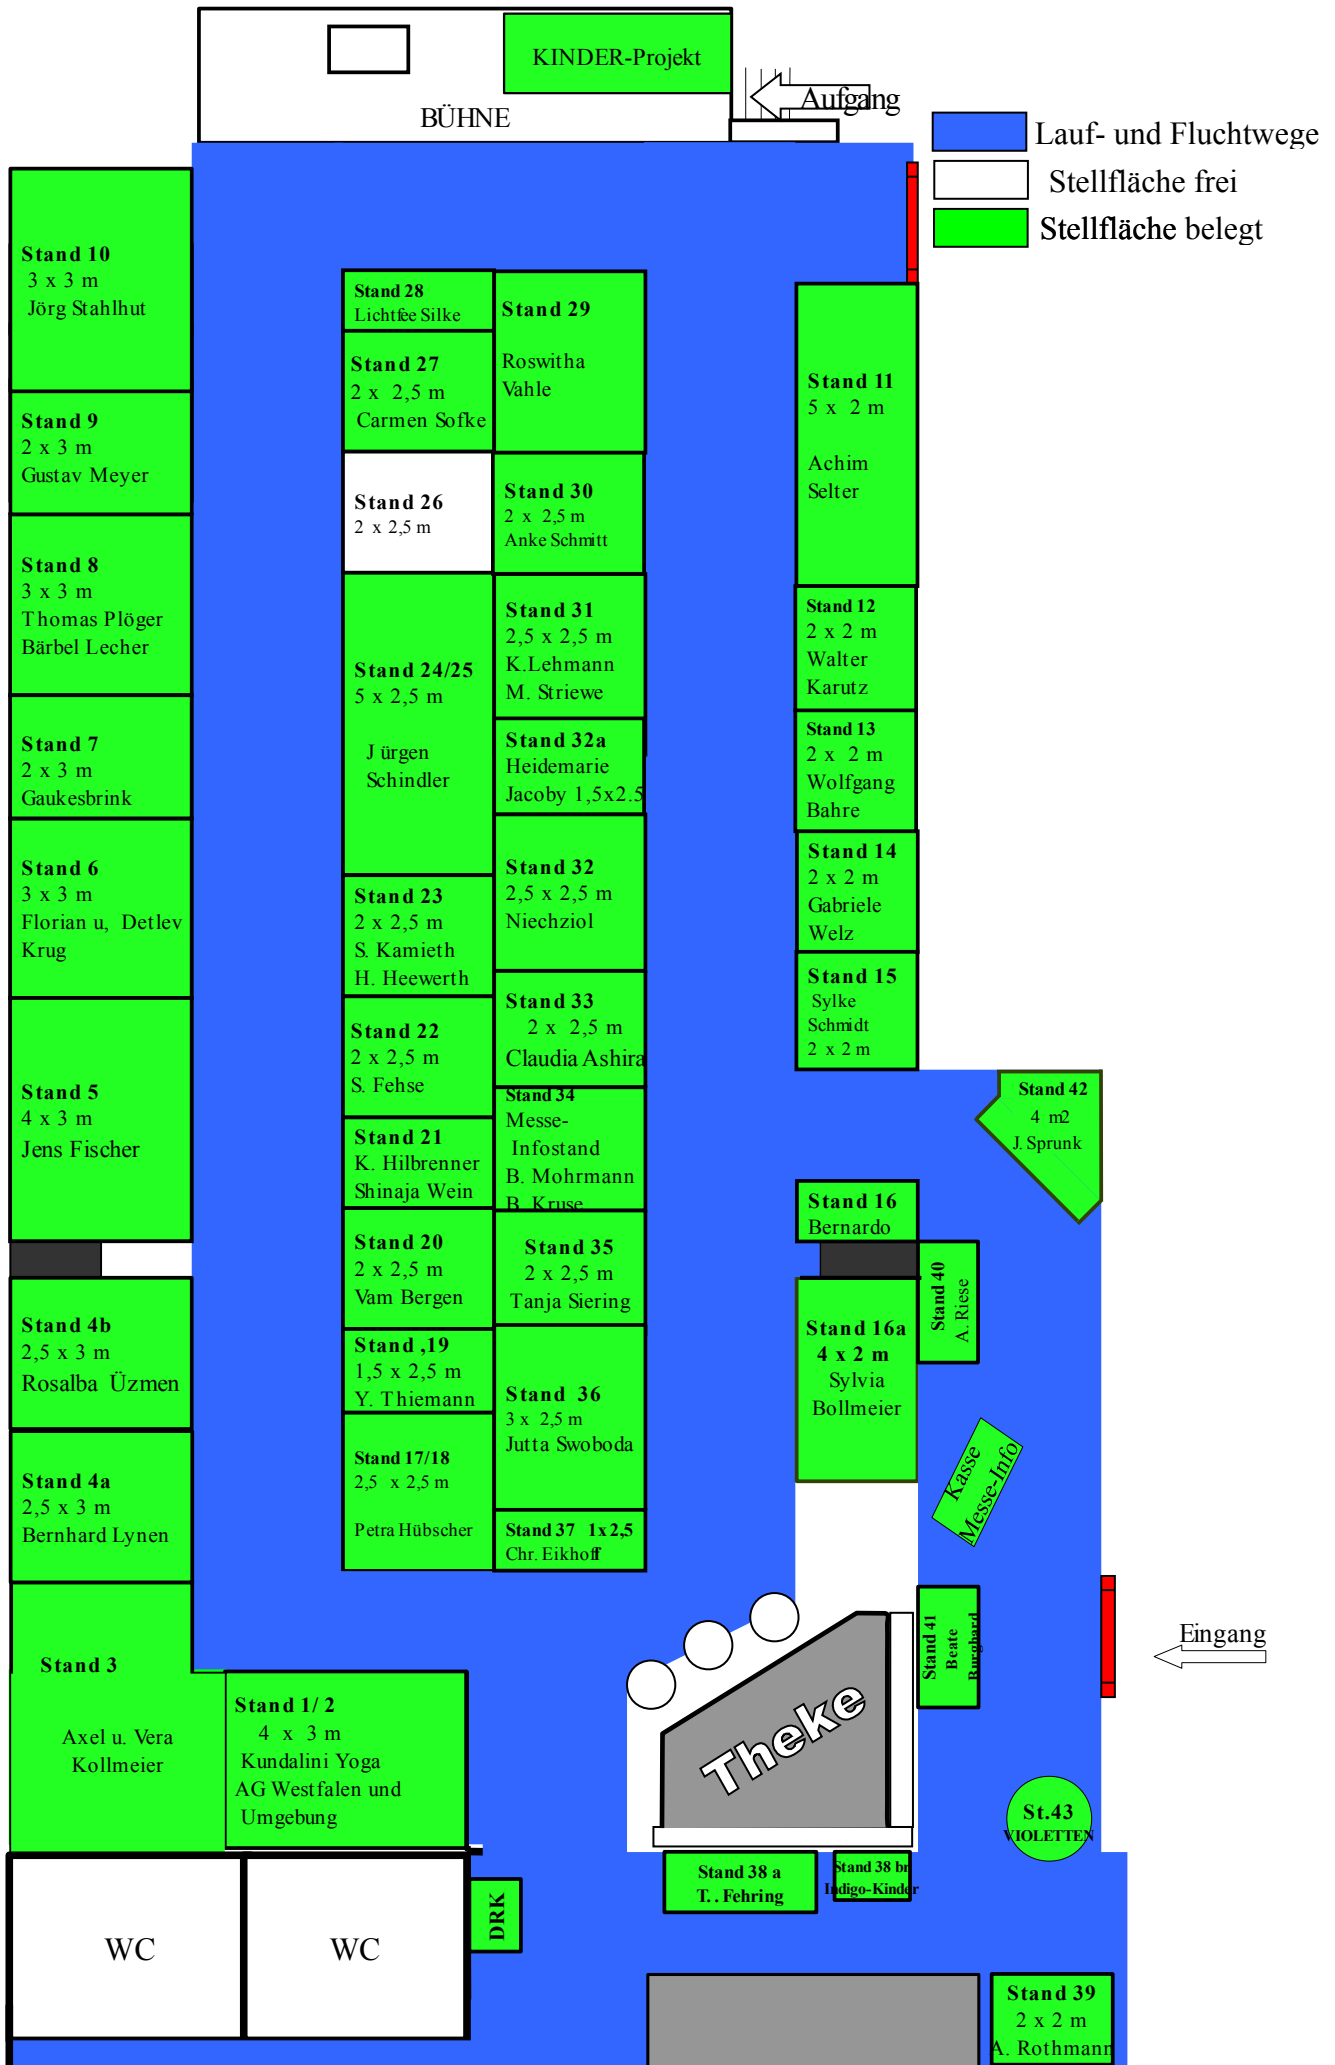 KINDER-Projekt
BÜHNE
Aufgang
Lauf- und Fluchtwege
Stellfläche frei
Stellfläche belegt
Stand 10
3 x 3 m
Jörg Stahlhut
Stand 9
2 x 3 m
Gustav Meyer
Stand 8
3 x 3 m
Thomas Plöger
Bärbel Lecher
Stand 7
2 x 3 m
Gaukesbrink
Stand 6
3 x 3 m
Florian u, Detlev
Krug
Stand 5
4 x 3 m
Jens Fischer
Stand 4b
2,5 x 3 m
Rosalba Üzmen
Stand 4a
2,5 x 3 m
Bernhard Lynen
Stand 3
Axel u. Vera
Kollmeier
Stand 1/ 2
4 x 3 m
Kundalini Yoga
AG Westfalen und
Umgebung
WC
WC
DRK
Stand 28
Lichtfee Silke
Stand 27
2 x 2,5 m
Carmen Sofke
Stand 26
2 x 2,5 m
Stand 24/25
5 x 2,5 m
Jürgen
Schindler
Stand 23
2 x 2,5 m
S. Kamieth
H. Heewerth
Stand 22
2 x 2,5 m
S. Fehse
Stand 21
K. Hilbrenner
Shinaja Wein
Stand 20
2 x 2,5 m
Vam Bergen
Stand ,19
1,5 x 2,5 m
Y. Thiemann
Stand 17/18
2,5 x 2,5 m
Petra Hübscher
Stand 29
Roswitha
Vahle
Stand 30
2 x 2,5 m
Anke Schmitt
Stand 31
2,5 x 2,5 m
K.Lehmann
M. Striewe
Stand 32a
Heidemarie
Jacoby 1,5x2.5
Stand 32
2,5 x 2,5 m
Niechziol
Stand 33
2 x 2,5 m
Claudia Ashira
Stand 34
Messe-
Infostand
B. Mohrmann
B. Kruse
Stand 35
2 x 2,5 m
Tanja Siering
Stand 36
3 x 2,5 m
Jutta Swoboda
Stand 37 1x2,5
Chr. Eikhoff
Stand 11
5 x 2 m
Achim
Selter
Stand 12
2 x 2 m
Walter
Karutz
Stand 13
2 x 2 m
Wolfgang
Bahre
Stand 14
2 x 2 m
Gabriele
Welz
Stand 15
Sylke
Schmidt
2 x 2 m
Stand 42
4 m2
J. Sprunk
Stand 16
Bernardo
Stand 40
A. Riese
Stand 16a
4 x 2 m
Sylvia
Bollmeier
Kasse
Messe-Info
Stand 41
Beate
Burghard
Eingang
Theke
St.43
VIOLETTEN
Stand 38 a
T. . Fehring
Stand 38 br
Indigo-Kinder
Stand 39
2 x 2 m
A. Rothmann